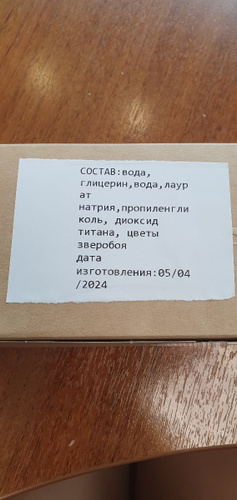 СОСТАВ:вода,
глицерин,вода,лаур
ат
натрия,пропиленгли
коль, диоксид
титана, цветы
зверобоя
дата
изготовления:05/04
/2024